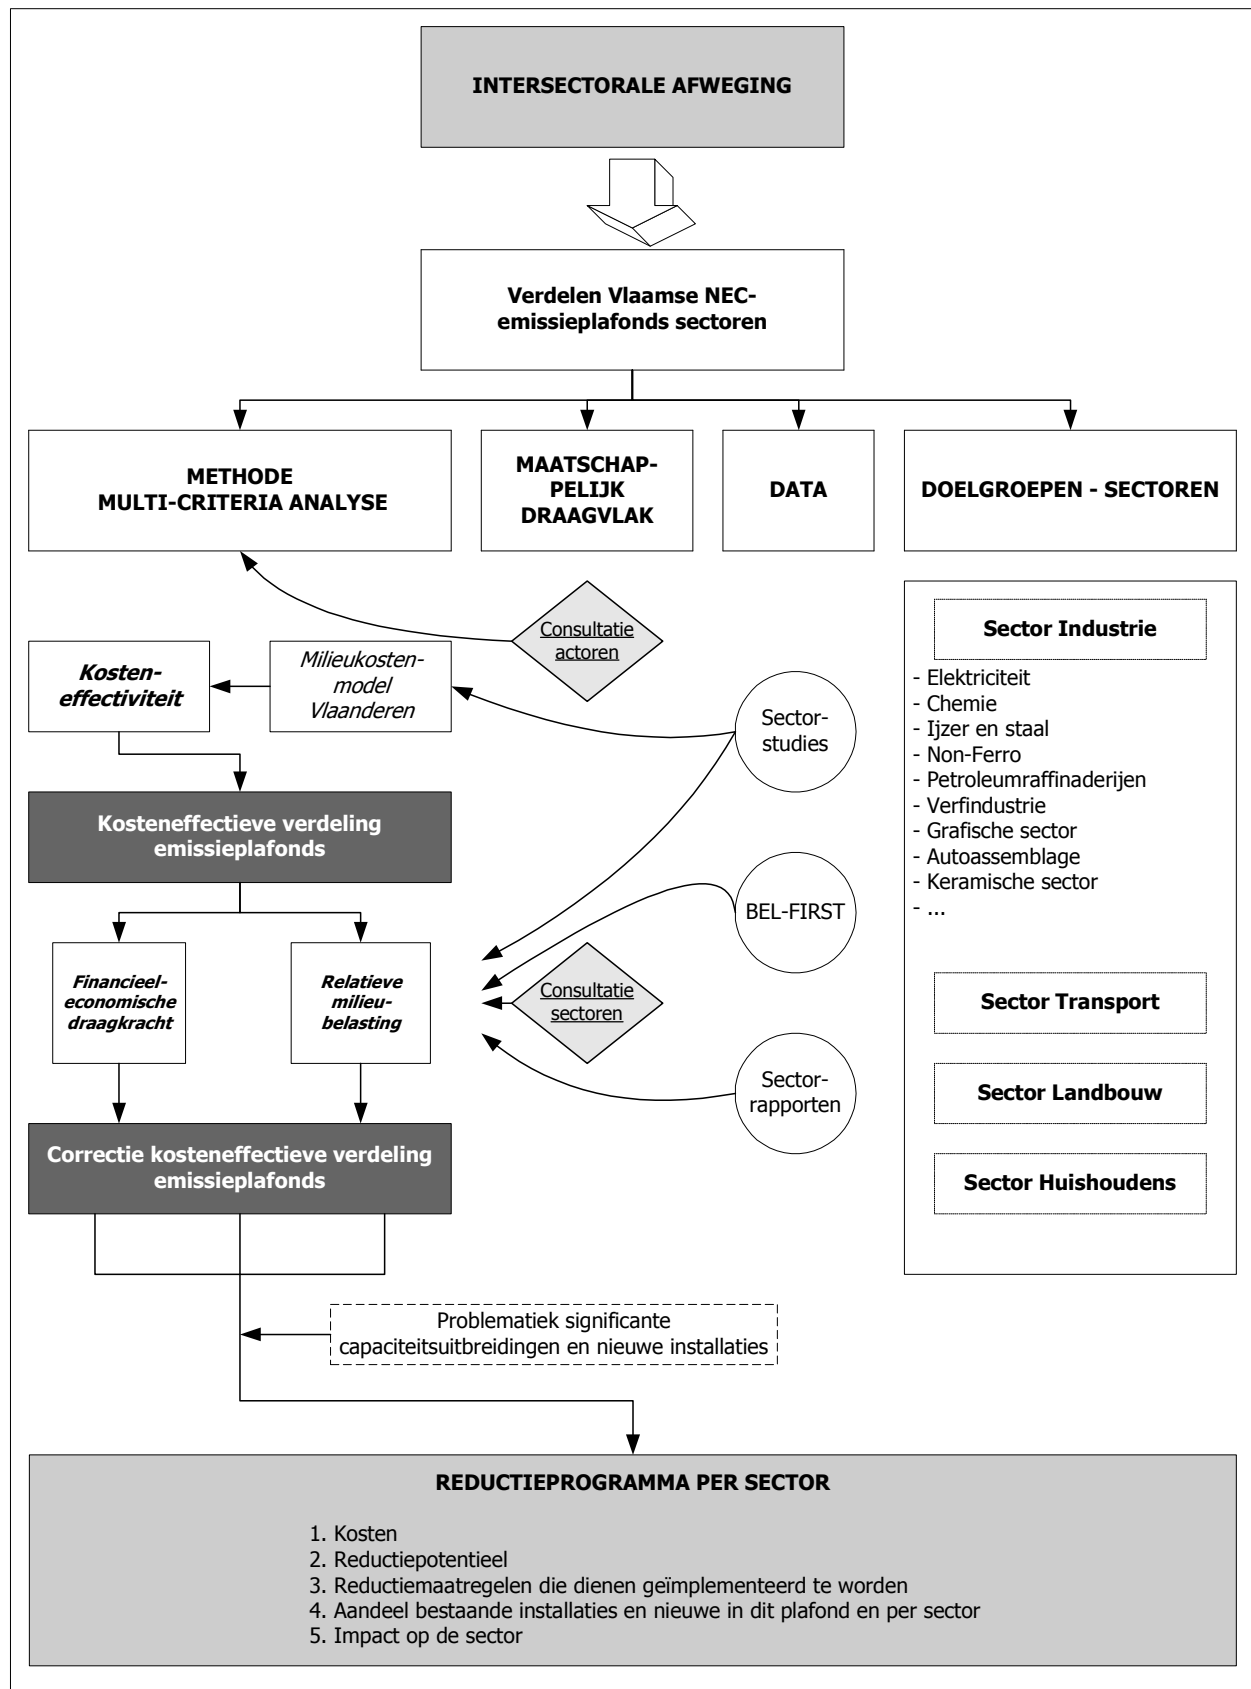 INTERSECTORALE AFWEGING
Verdelen Vlaamse NEC-
emissieplafonds sectoren
METHODE
MULTI-CRITERIA ANALYSE
MAATSCHAP-
PELIJK
DRAAGVLAK
DATA
DOELGROEPEN - SECTOREN
Consultatie
actoren
Kosten-
effectiviteit
Milieukosten-
model
Vlaanderen
Sector-
studies
Kosteneffectieve verdeling
emissieplafonds
BEL-FIRST
Financieel-
economische
draagkracht
Relatieve
milieu-
belasting
Consultatie
sectoren
Sector-
rapporten
Correctie kosteneffectieve verdeling
emissieplafonds
Sector Industrie
- Elektriciteit
- Chemie
- Ijzer en staal
- Non-Ferro
- Petroleumraffinaderijen
- Verfindustrie
- Grafische sector
- Autoassemblage
- Keramische sector
- ...
Sector Transport
Sector Landbouw
Sector Huishoudens
Problematiek significante
capaciteitsuitbreidingen en nieuwe installaties
REDUCTIEPROGRAMMA PER SECTOR
1. Kosten
2. Reductiepotentieel
3. Reductiemaatregelen die dienen geïmplementeerd te worden
4. Aandeel bestaande installaties en nieuwe in dit plafond en per sector
5. Impact op de sector